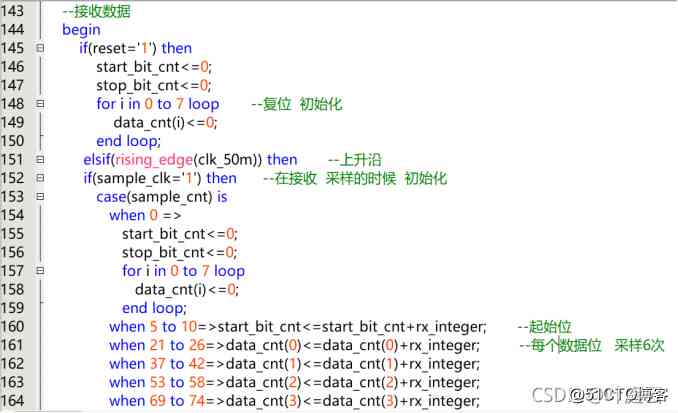 143 --接收数据
144 begin
145 if(reset='1') then
146 start_bit_cnt<=0;
147 stop_bit_cnt<=0;
148 for i in 0 to 7 loop --复位 初始化
149 data_cnt(i)<=0;
150 end loop;
151 elsif(rising_edge(clk_50m)) then --上升沿
152 if(sample_clk='1') then --在接收 采样的时候 初始化
153 case(sample_cnt) is
154 when 0 =>
155 start_bit_cnt<=0;
156 stop_bit_cnt<=0;
157 for i in 0 to 7 loop
158 data_cnt(i)<=0;
159 end loop;
160 when 5 to 10=>start_bit_cnt<=start_bit_cnt+rx_integer; --起始位
161 when 21 to 26=>data_cnt(0)<=data_cnt(0)+rx_integer; --每个数据位 采样6次
162 when 37 to 42=>data_cnt(1)<=data_cnt(1)+rx_integer;
163 when 53 to 58=>data_cnt(2)<=data_cnt(2)+rx_integer;
164 when 69 to 74=>data_cnt(3)<=data_cnt(3)+rx_integer;
@51CTO博客